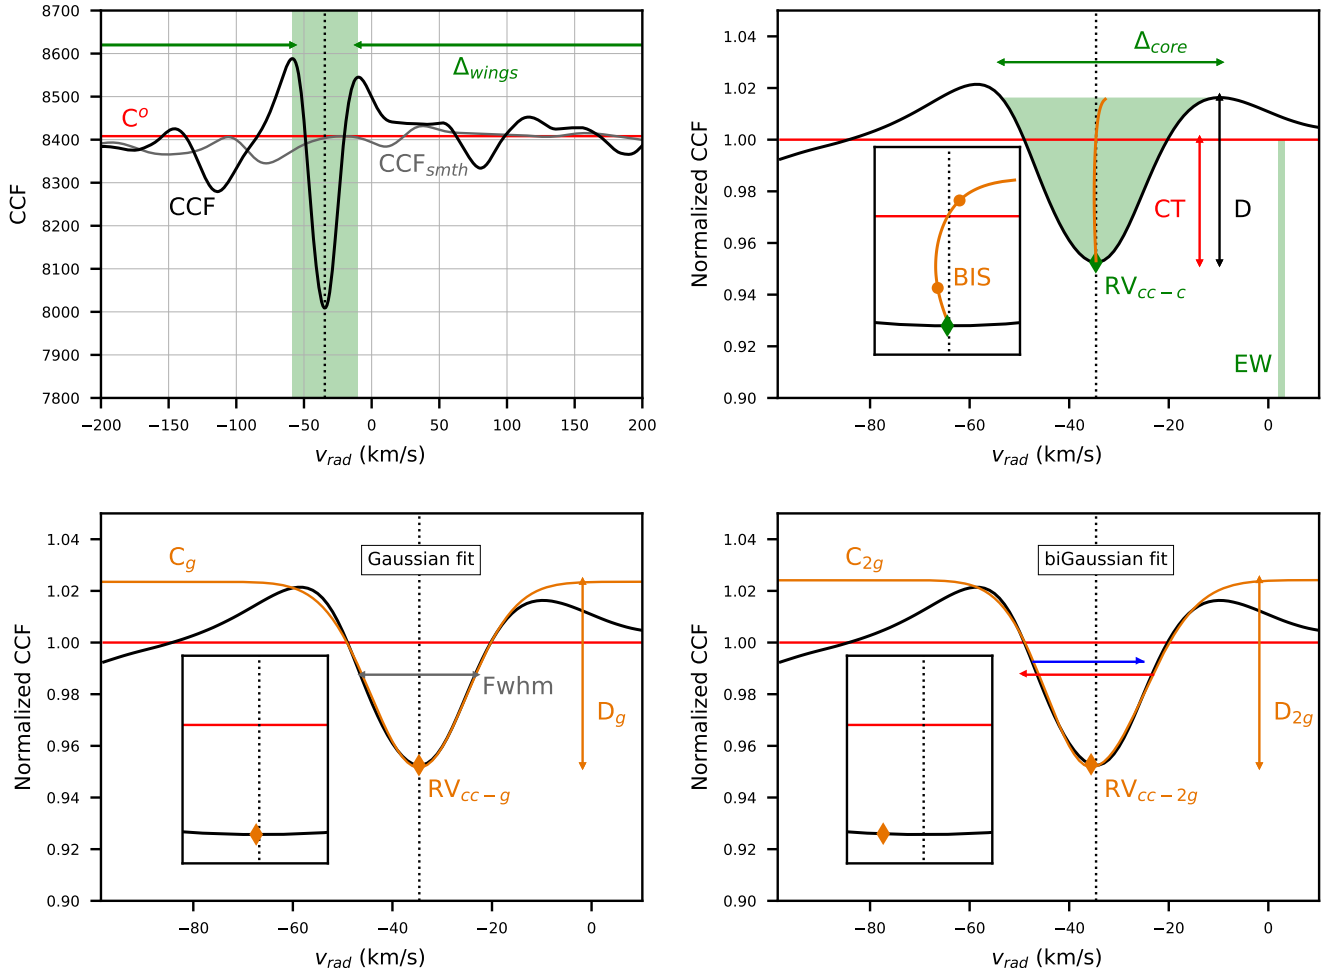 8700
8600
8500
8400
8300
8200
8100
8000
7900
7800
CCF
Δwings
C^o
CCFsmth
CCF
−200 −150 −100 −50 0 50 100 150 200
vrad (km/s)
1.04
1.02
1.00
0.98
0.96
0.94
0.92
0.90
Normalized CCF
Δcore
CT
D
BIS
RVcc−c
EW
−80 −60 −40 −20 0
vrad (km/s)
1.04
1.02
1.00
0.98
0.96
0.94
0.92
0.90
Normalized CCF
Cg
Gaussian fit
Fwhm
Dg
RVcc−g
−80 −60 −40 −20 0
vrad (km/s)
1.04
1.02
1.00
0.98
0.96
0.94
0.92
0.90
Normalized CCF
C2g
biGaussian fit
D2g
RVcc−2g
−80 −60 −40 −20 0
vrad (km/s)